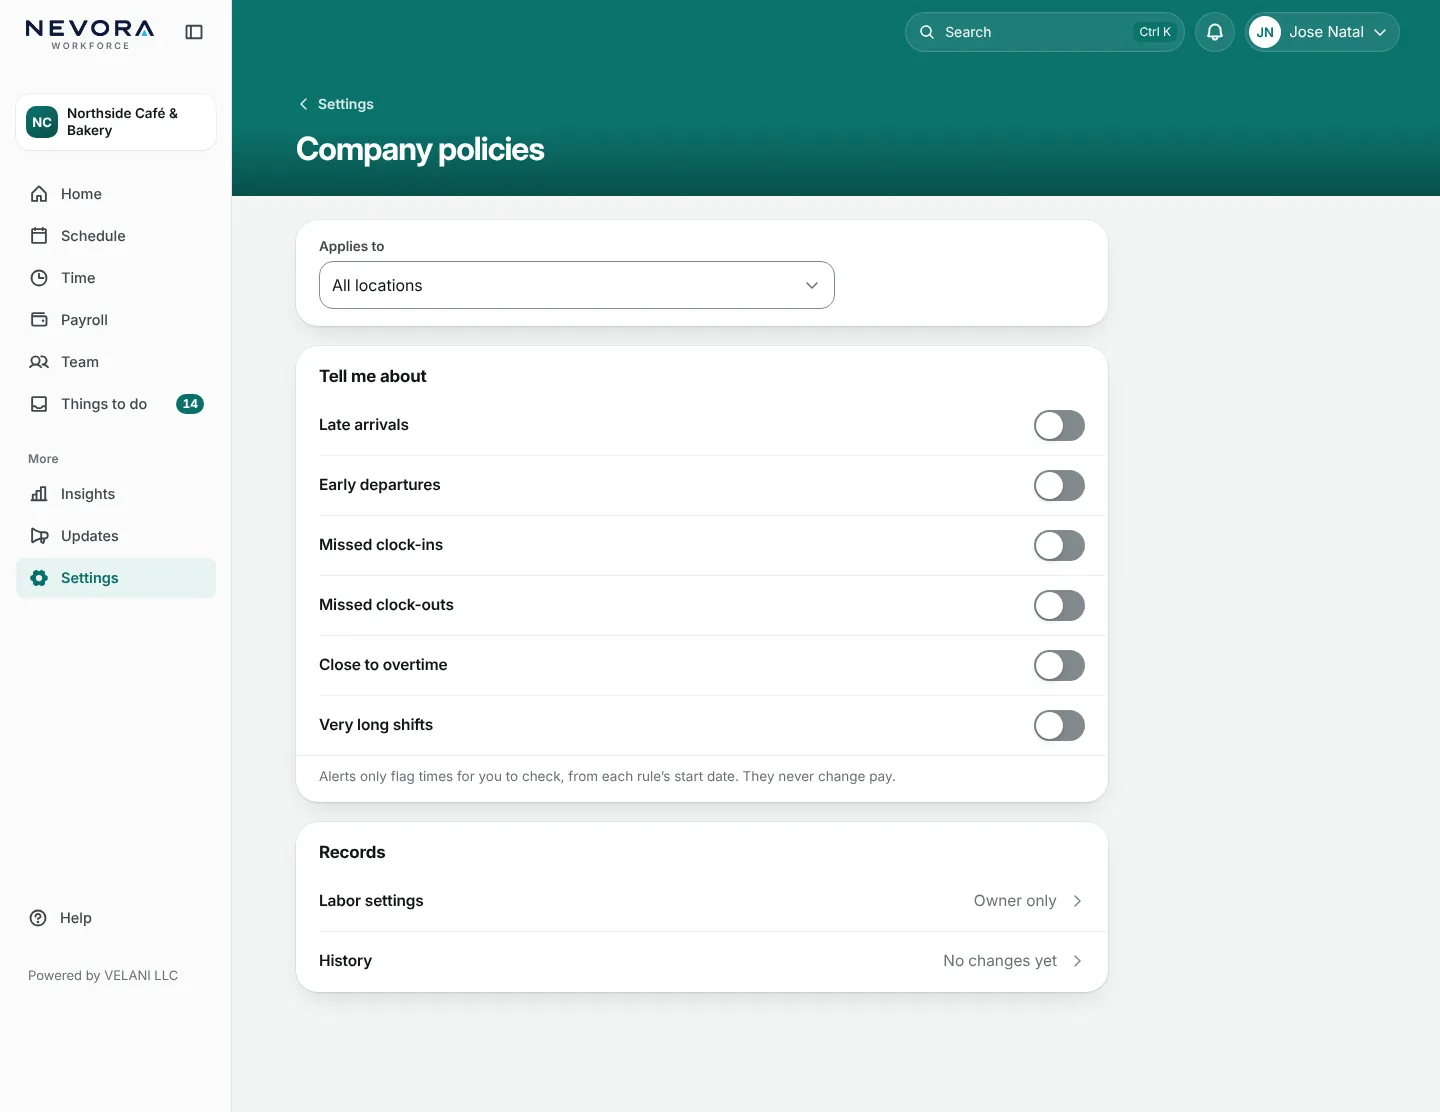 NEVORA
WORKFORCE
Search
Ctrl K
JN
Jose Natal
NC
Northside Café &
Bakery
Home
Schedule
Time
Payroll
Team
Things to do
14
More
Insights
Updates
Settings
Help
Powered by VELANI LLC
Settings
Company policies
Applies to
All locations
Tell me about
Late arrivals
Early departures
Missed clock-ins
Missed clock-outs
Close to overtime
Very long shifts
Alerts only flag times for you to check, from each rule’s start date. They never change pay.
Records
Labor settings
Owner only
History
No changes yet